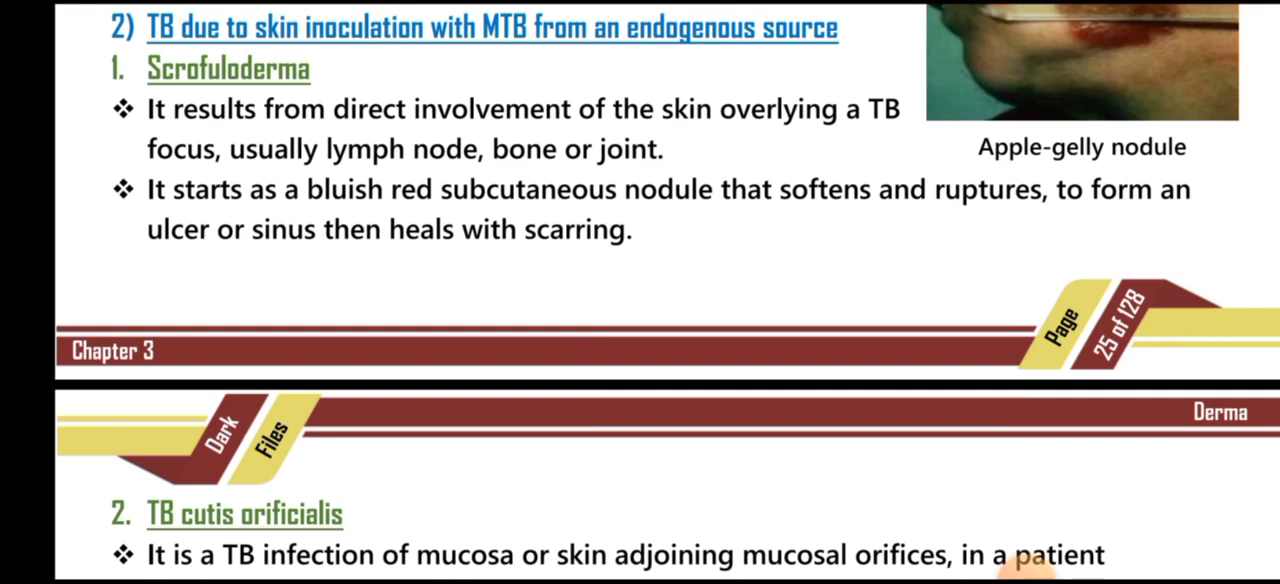 2) TB due to skin inoculation with MTB from an endogenous source
1. Scrofuloderma
❖ It results from direct involvement of the skin overlying a TB
focus, usually lymph node, bone or joint.
Apple-gelly nodule
❖ It starts as a bluish red subcutaneous nodule that softens and ruptures, to form an
ulcer or sinus then heals with scarring.
Chapter 3
Page
25 of 128
Dark
Files
Derma
2. TB cutis orificialis
❖ It is a TB infection of mucosa or skin adjoining mucosal orifices, in a patient